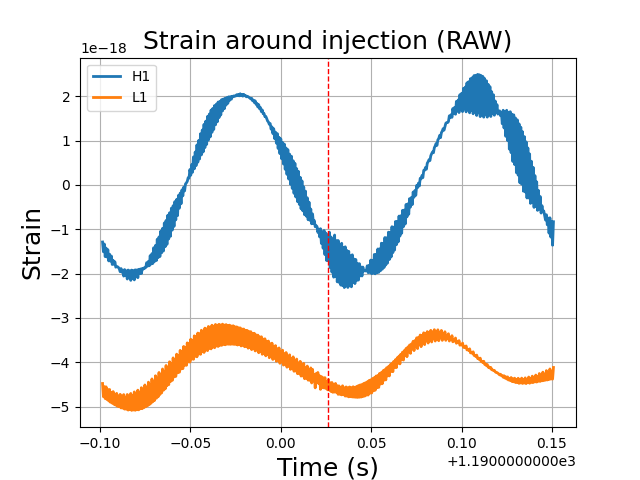 Strain around injection (RAW)
1e−18
H1
L1
2
1
0
−1
−2
−3
−4
−5
Strain
−0.10 −0.05 0.00 0.05 0.10 0.15
+1.1900000000e3
Time (s)